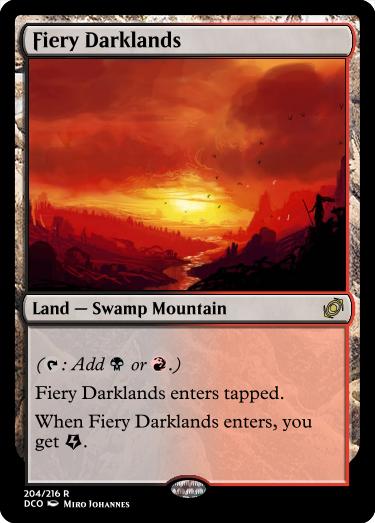 Fiery Darklands
Land — Swamp Mountain
( : Add or .)
Fiery Darklands enters tapped.
When Fiery Darklands enters, you
get .
204/216 R
DCO Miro Johannes